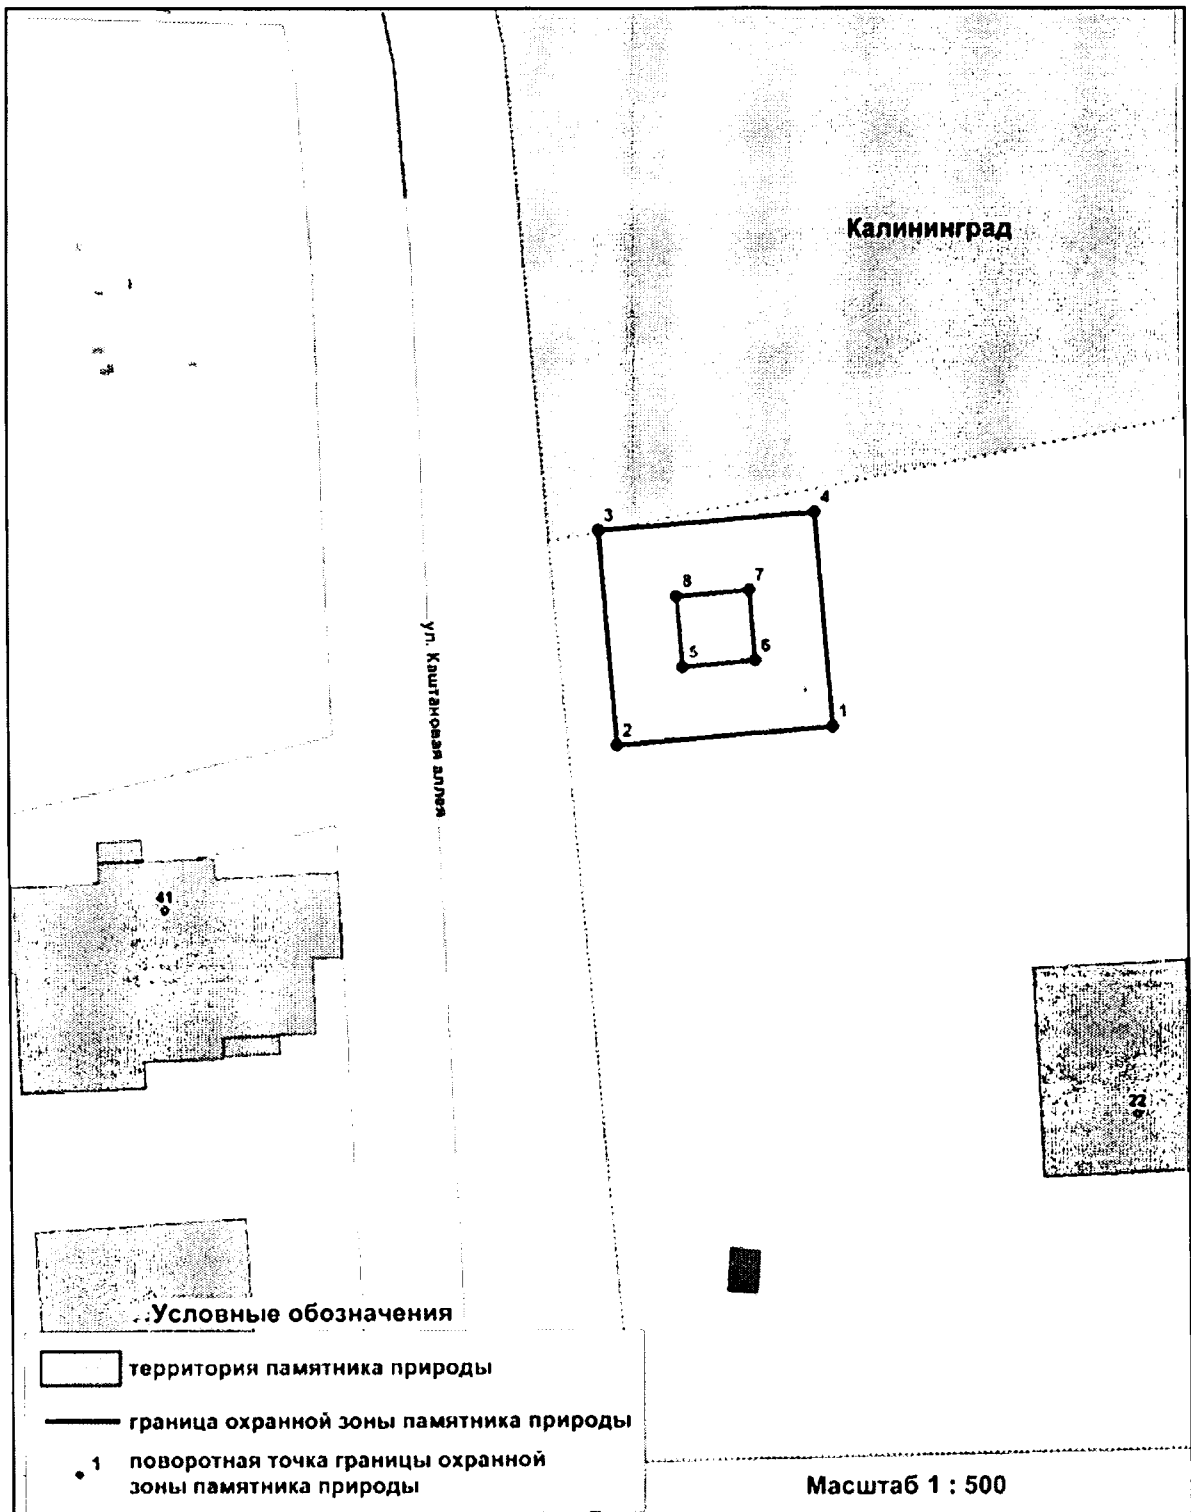 Калининград
3
4
8
7
5
6
2
1
ул. Каштановая аллея
41
22
Условные обозначения
территория памятника природы
граница охранной зоны памятника природы
1 поворотная точка границы охранной
зоны памятника природы
Масштаб 1 : 500